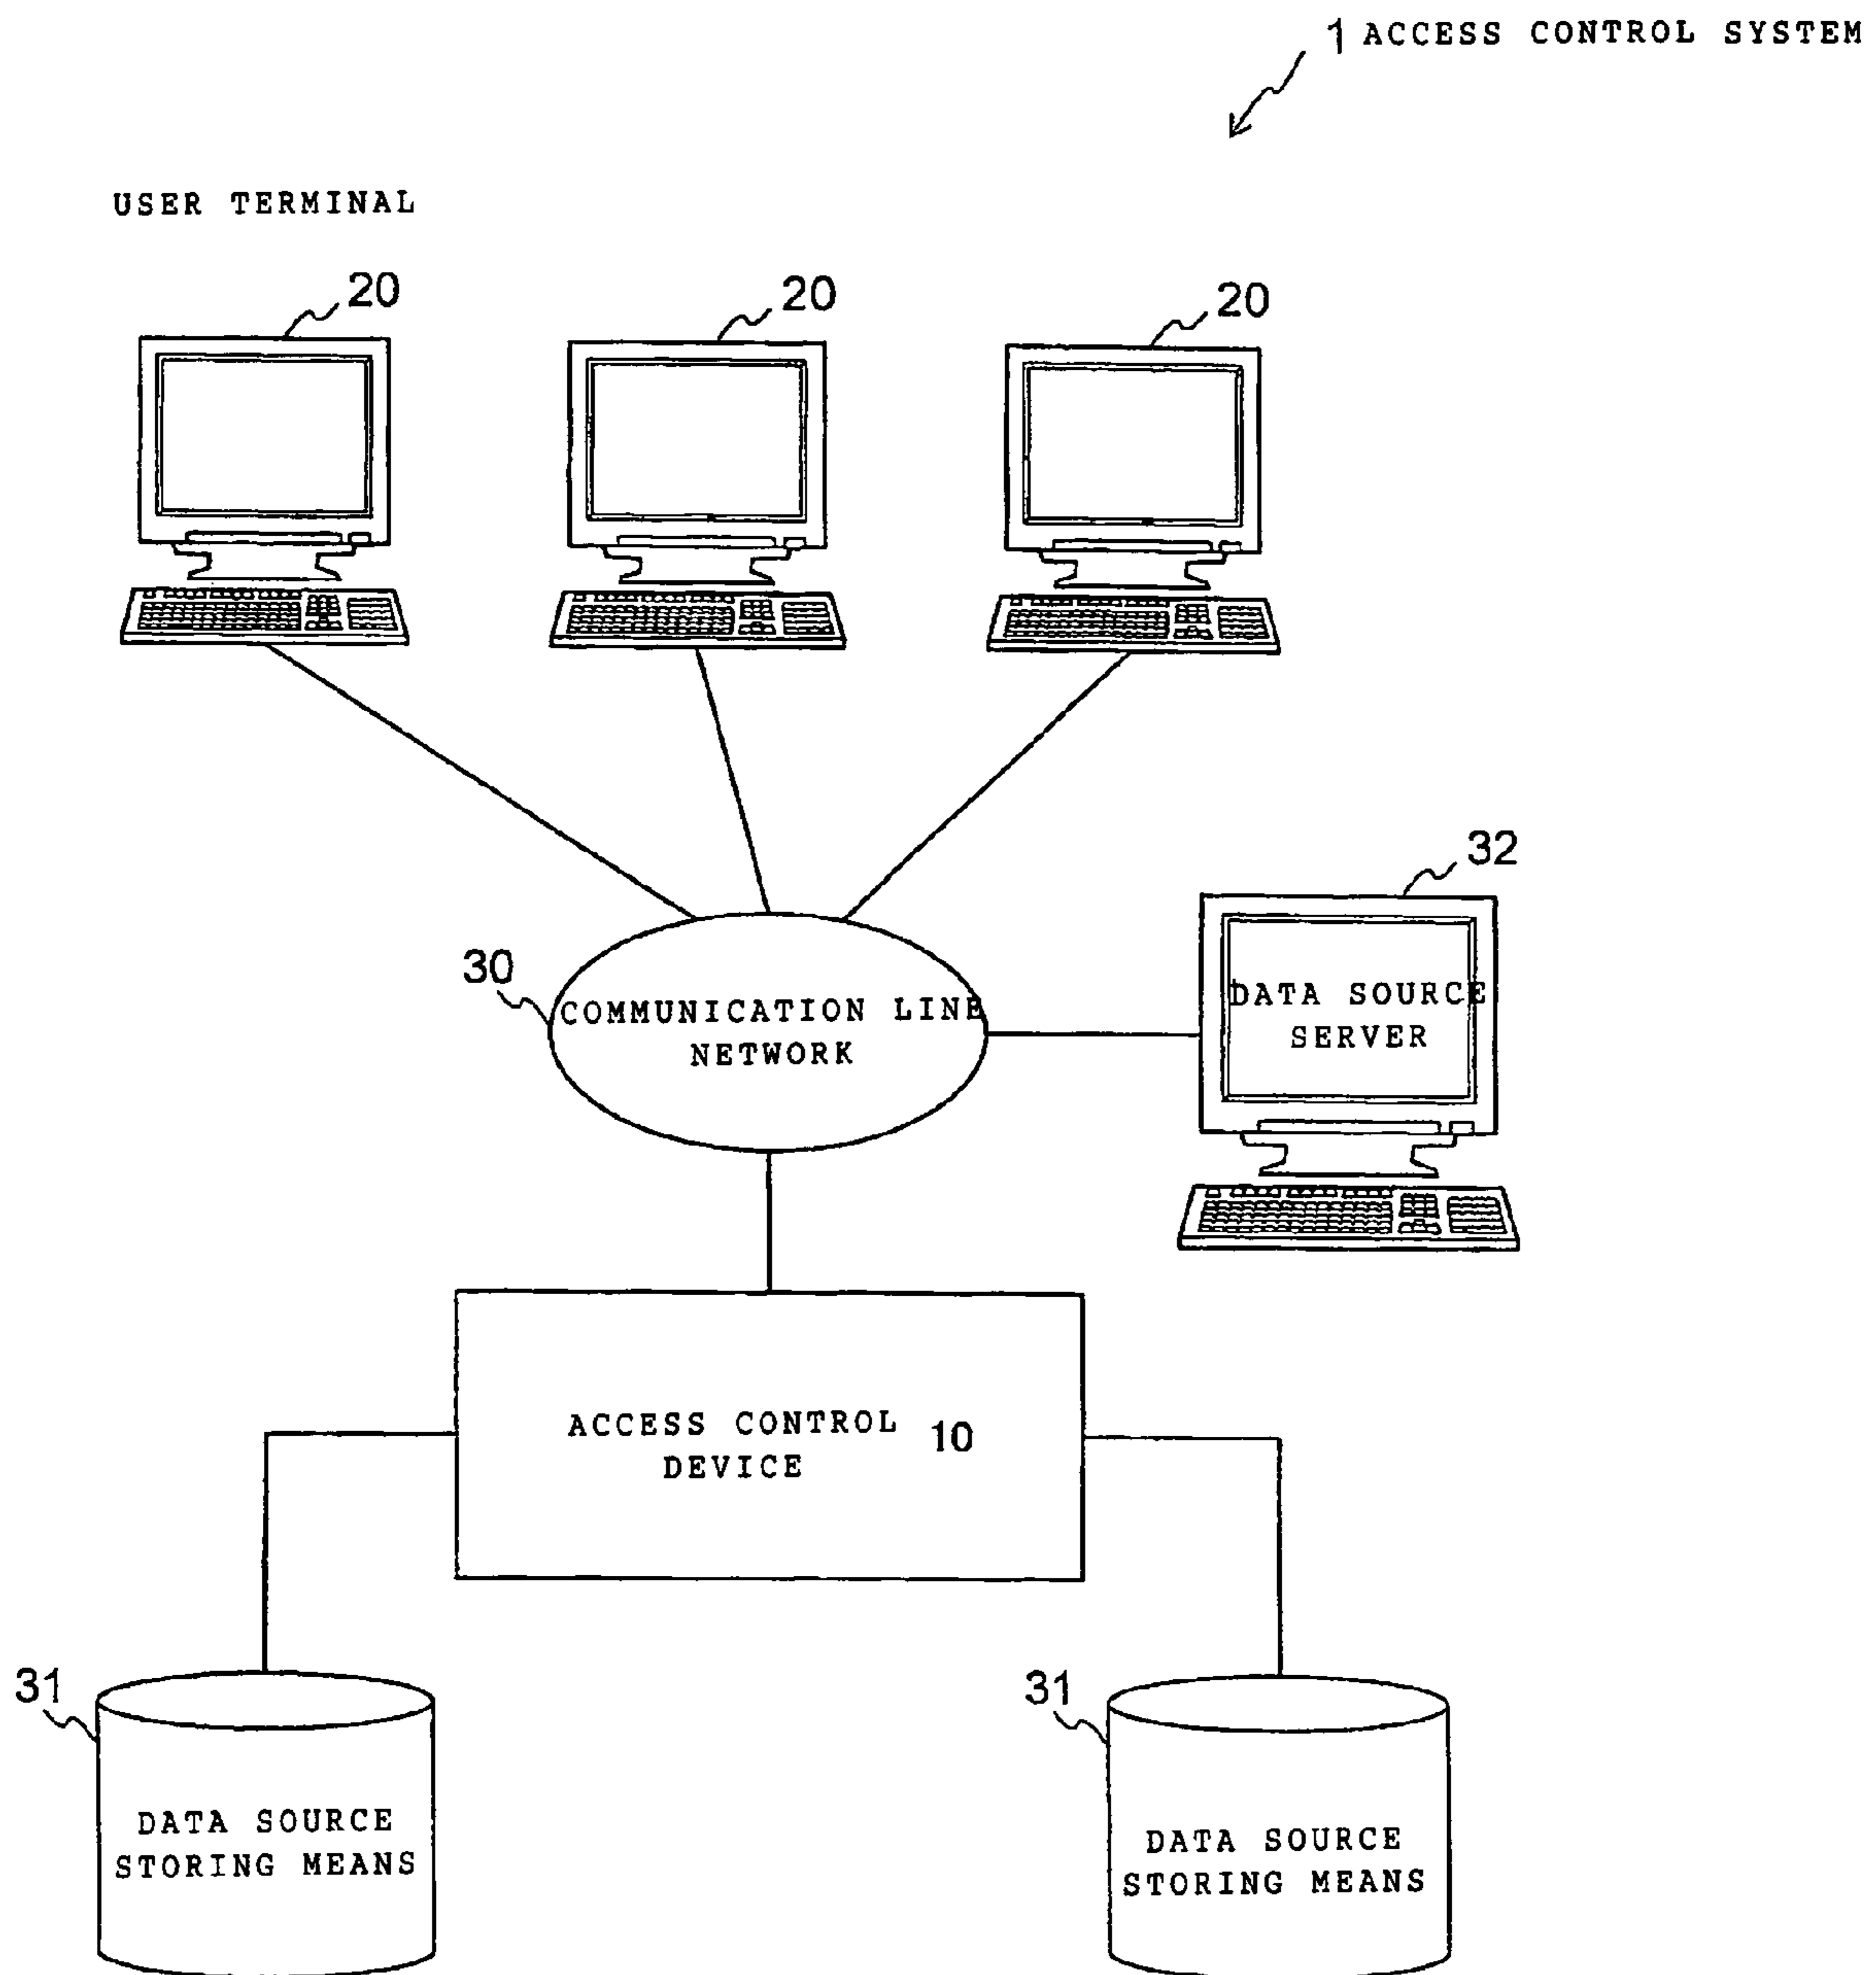 1 ACCESS CONTROL SYSTEM
USER TERMINAL
20
20
20
32
DATA SOURCE
SERVER
30
COMMUNICATION LINE
NETWORK
ACCESS CONTROL
DEVICE
10
31
DATA SOURCE
STORING MEANS
31
DATA SOURCE
STORING MEANS